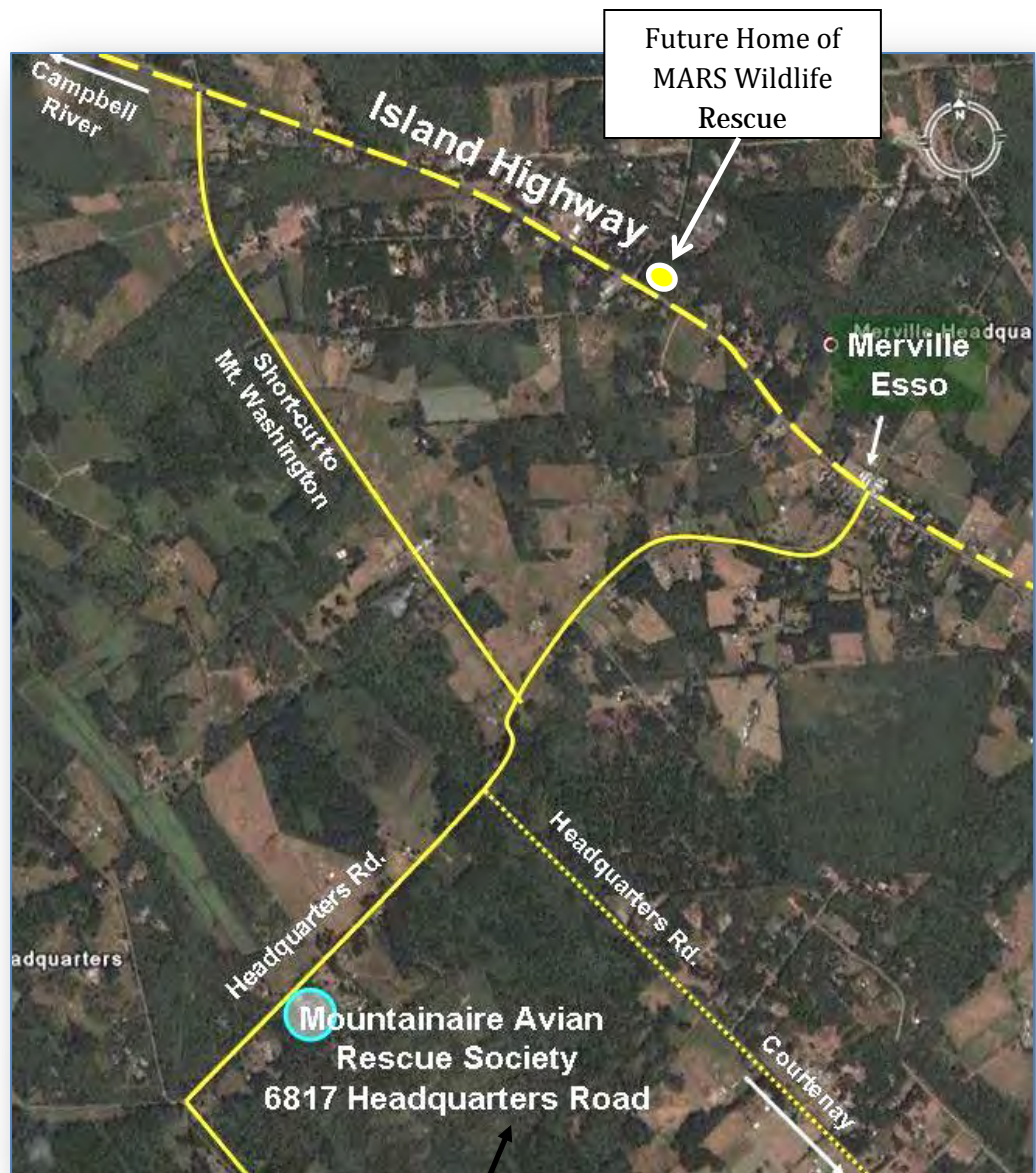 Future Home of
MARS Wildlife
Rescue
Campbell
River
Island Highway
N
Merville Headqua
Merville
Esso
Short-cut to
Mt. Washington
Headquarters Rd.
Headquarters Rd.
adquarters
Mountainaire Avian
Rescue Society
6817 Headquarters Road
Courtenay